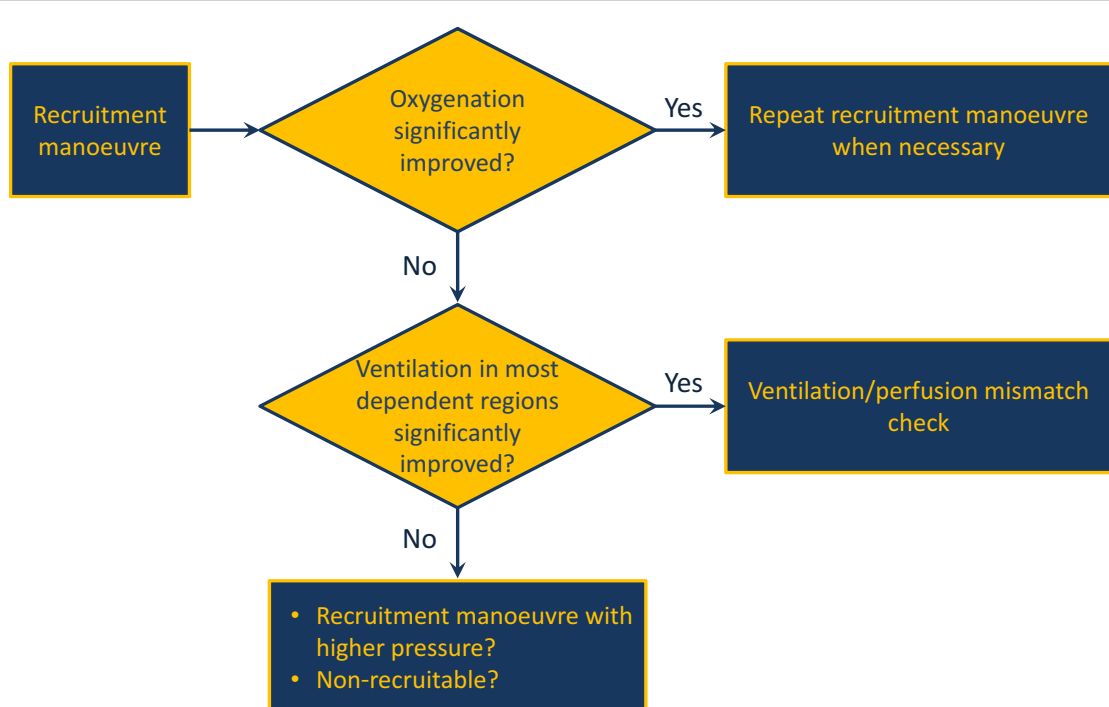 Recruitment
manoeuvre
Oxygenation
significantly
improved?
Yes
Repeat recruitment manoeuvre
when necessary
No
Ventilation in most
dependent regions
significantly
improved?
Yes
Ventilation/perfusion mismatch
check
No
• Recruitment manoeuvre with
higher pressure?
• Non-recruitable?